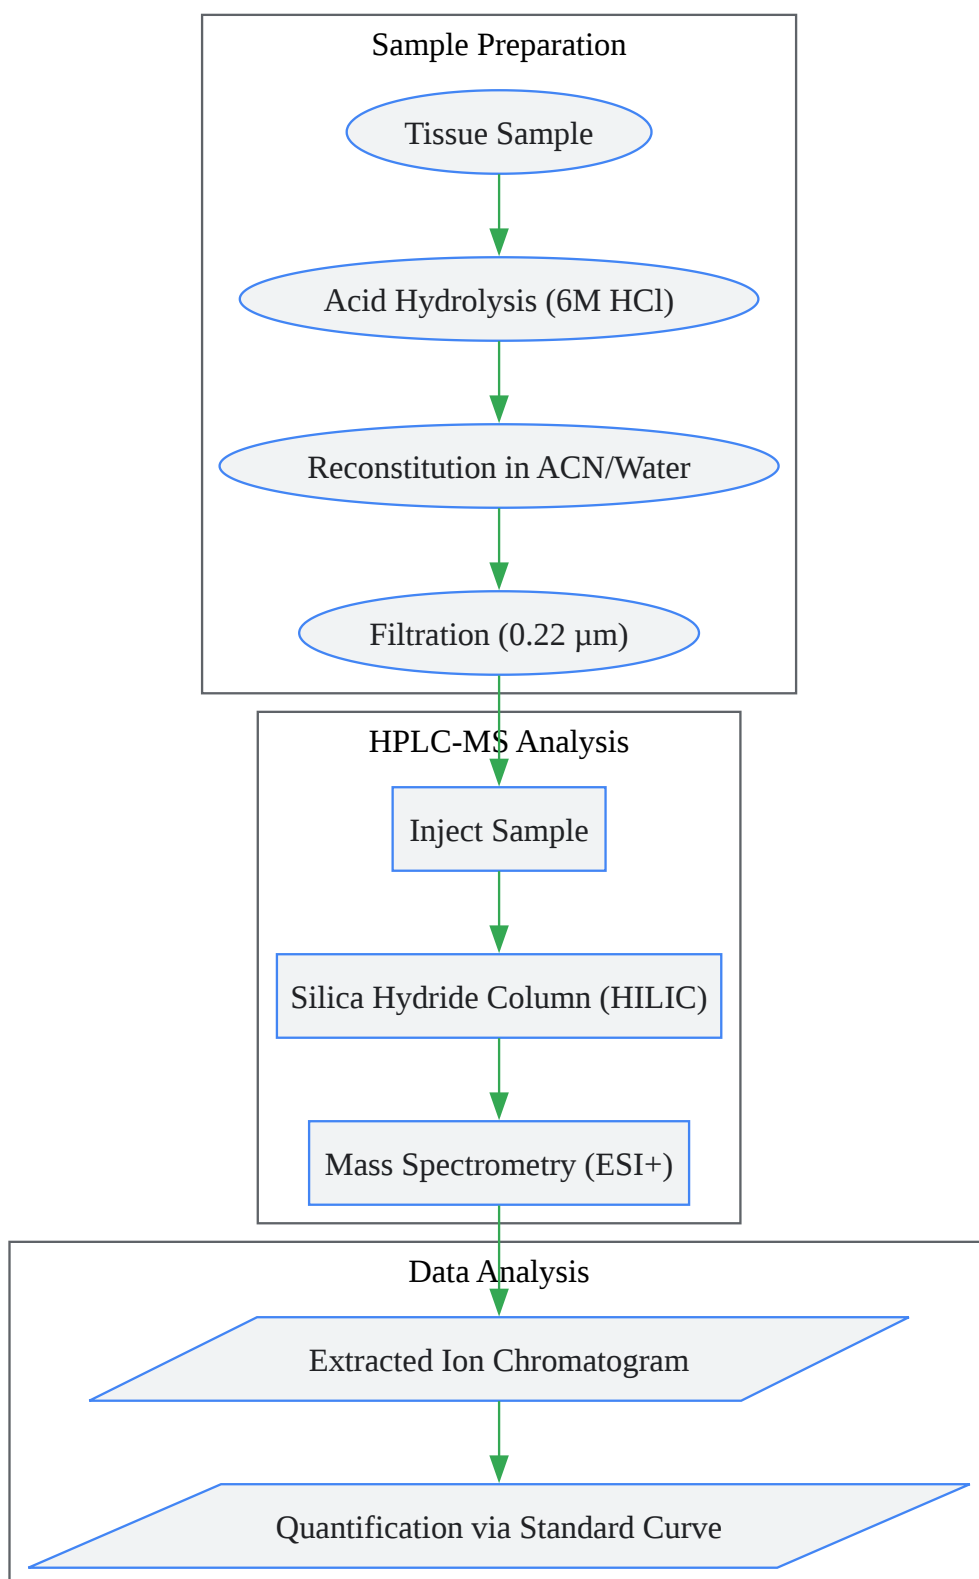 Sample Preparation
Tissue Sample
Acid Hydrolysis (6M HCl)
Reconstitution in ACN/Water
Filtration (0.22 µm)
HPLC-MS Analysis
Inject Sample
Silica Hydride Column (HILIC)
Mass Spectrometry (ESI+)
Data Analysis
Extracted Ion Chromatogram
Quantification via Standard Curve